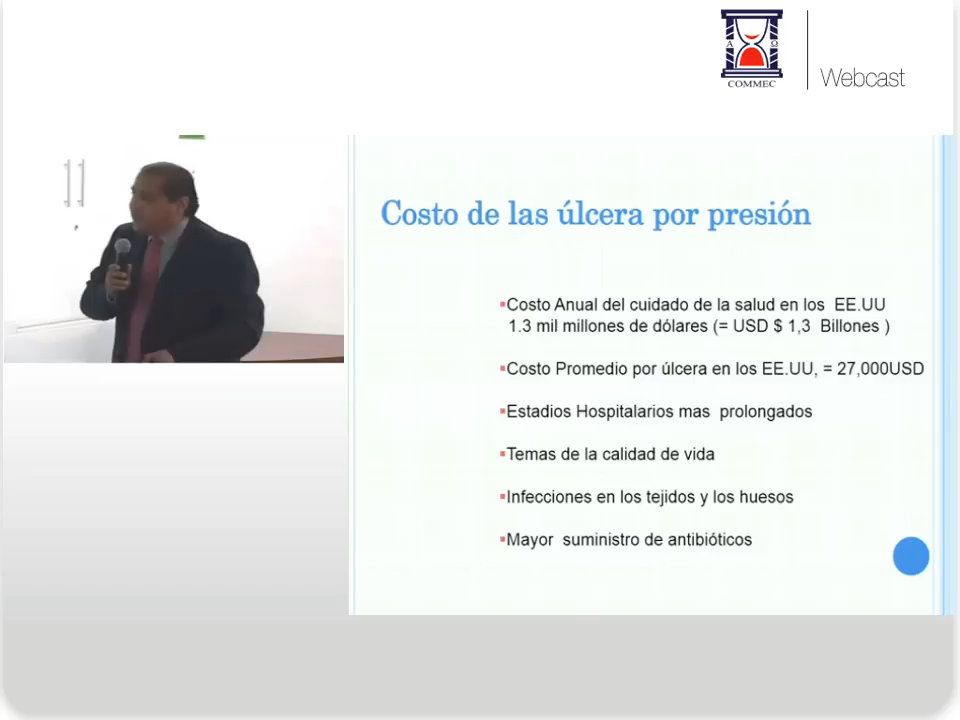 A Ω
COMMEC
Webcast
Costo de las úlcera por presión
Costo Anual del cuidado de la salud en los EE.UU
1.3 mil millones de dólares (= USD $ 1,3 Billones )
Costo Promedio por úlcera en los EE.UU, = 27,000USD
Estadios Hospitalarios mas prolongados
Temas de la calidad de vida
Infecciones en los tejidos y los huesos
Mayor suministro de antibióticos